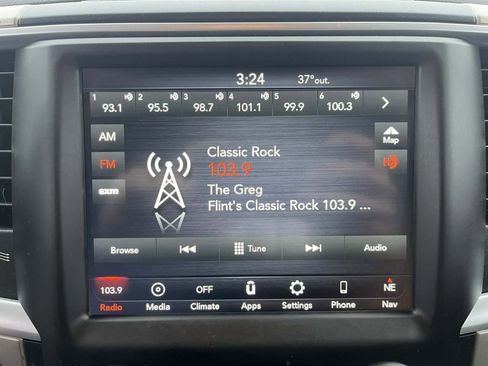 3:24 37°out.
1 2 3 4 5 6
93.1 95.5 98.7 101.1 99.9 100.3
AM
Classic Rock
Map
FM
103.9
The Greg
sxm
Flint's Classic Rock 103.9 ...
Browse Tune Audio
103.9 OFF NE
Radio Media Climate Apps Settings Phone Nav